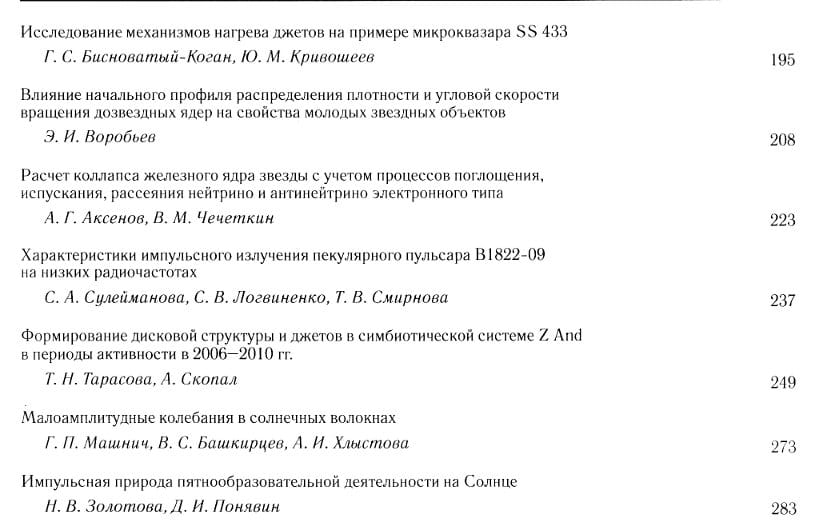 Исследование механизмов нагрева джетов на примере микроквазара SS 433
Г. С. Бисноватый-Коган, Ю. М. Кривошеев 195
Влияние начального профиля распределения плотности и угловой скорости
вращения дозвездных ядер на свойства молодых звездных объектов
Э. И. Воробьев 208
Расчет коллапса железного ядра звезды с учетом процессов поглощения,
испускания, рассеяния нейтрино и антинейтрино электронного типа
А. Г. Аксенов, В. М. Чечеткин 223
Характеристики импульсного излучения пекулярного пульсара B1822-09
на низких радиочастотах
С. А. Сулейманова, С. В. Логвиненко, Т. В. Смирнова 237
Формирование дисковой структуры и джетов в симбиотической системе Z And
в периоды активности в 2006—2010 гг.
Т. Н. Тарасова, А. Скопал 249
Малоамплитудные колебания в солнечных волокнах
Г. П. Машнич, В. С. Башкирцев, А. И. Хлыстова 273
Импульсная природа пятнообразовательной деятельности на Солнце
Н. В. Золотова, Д. И. Понявин 283